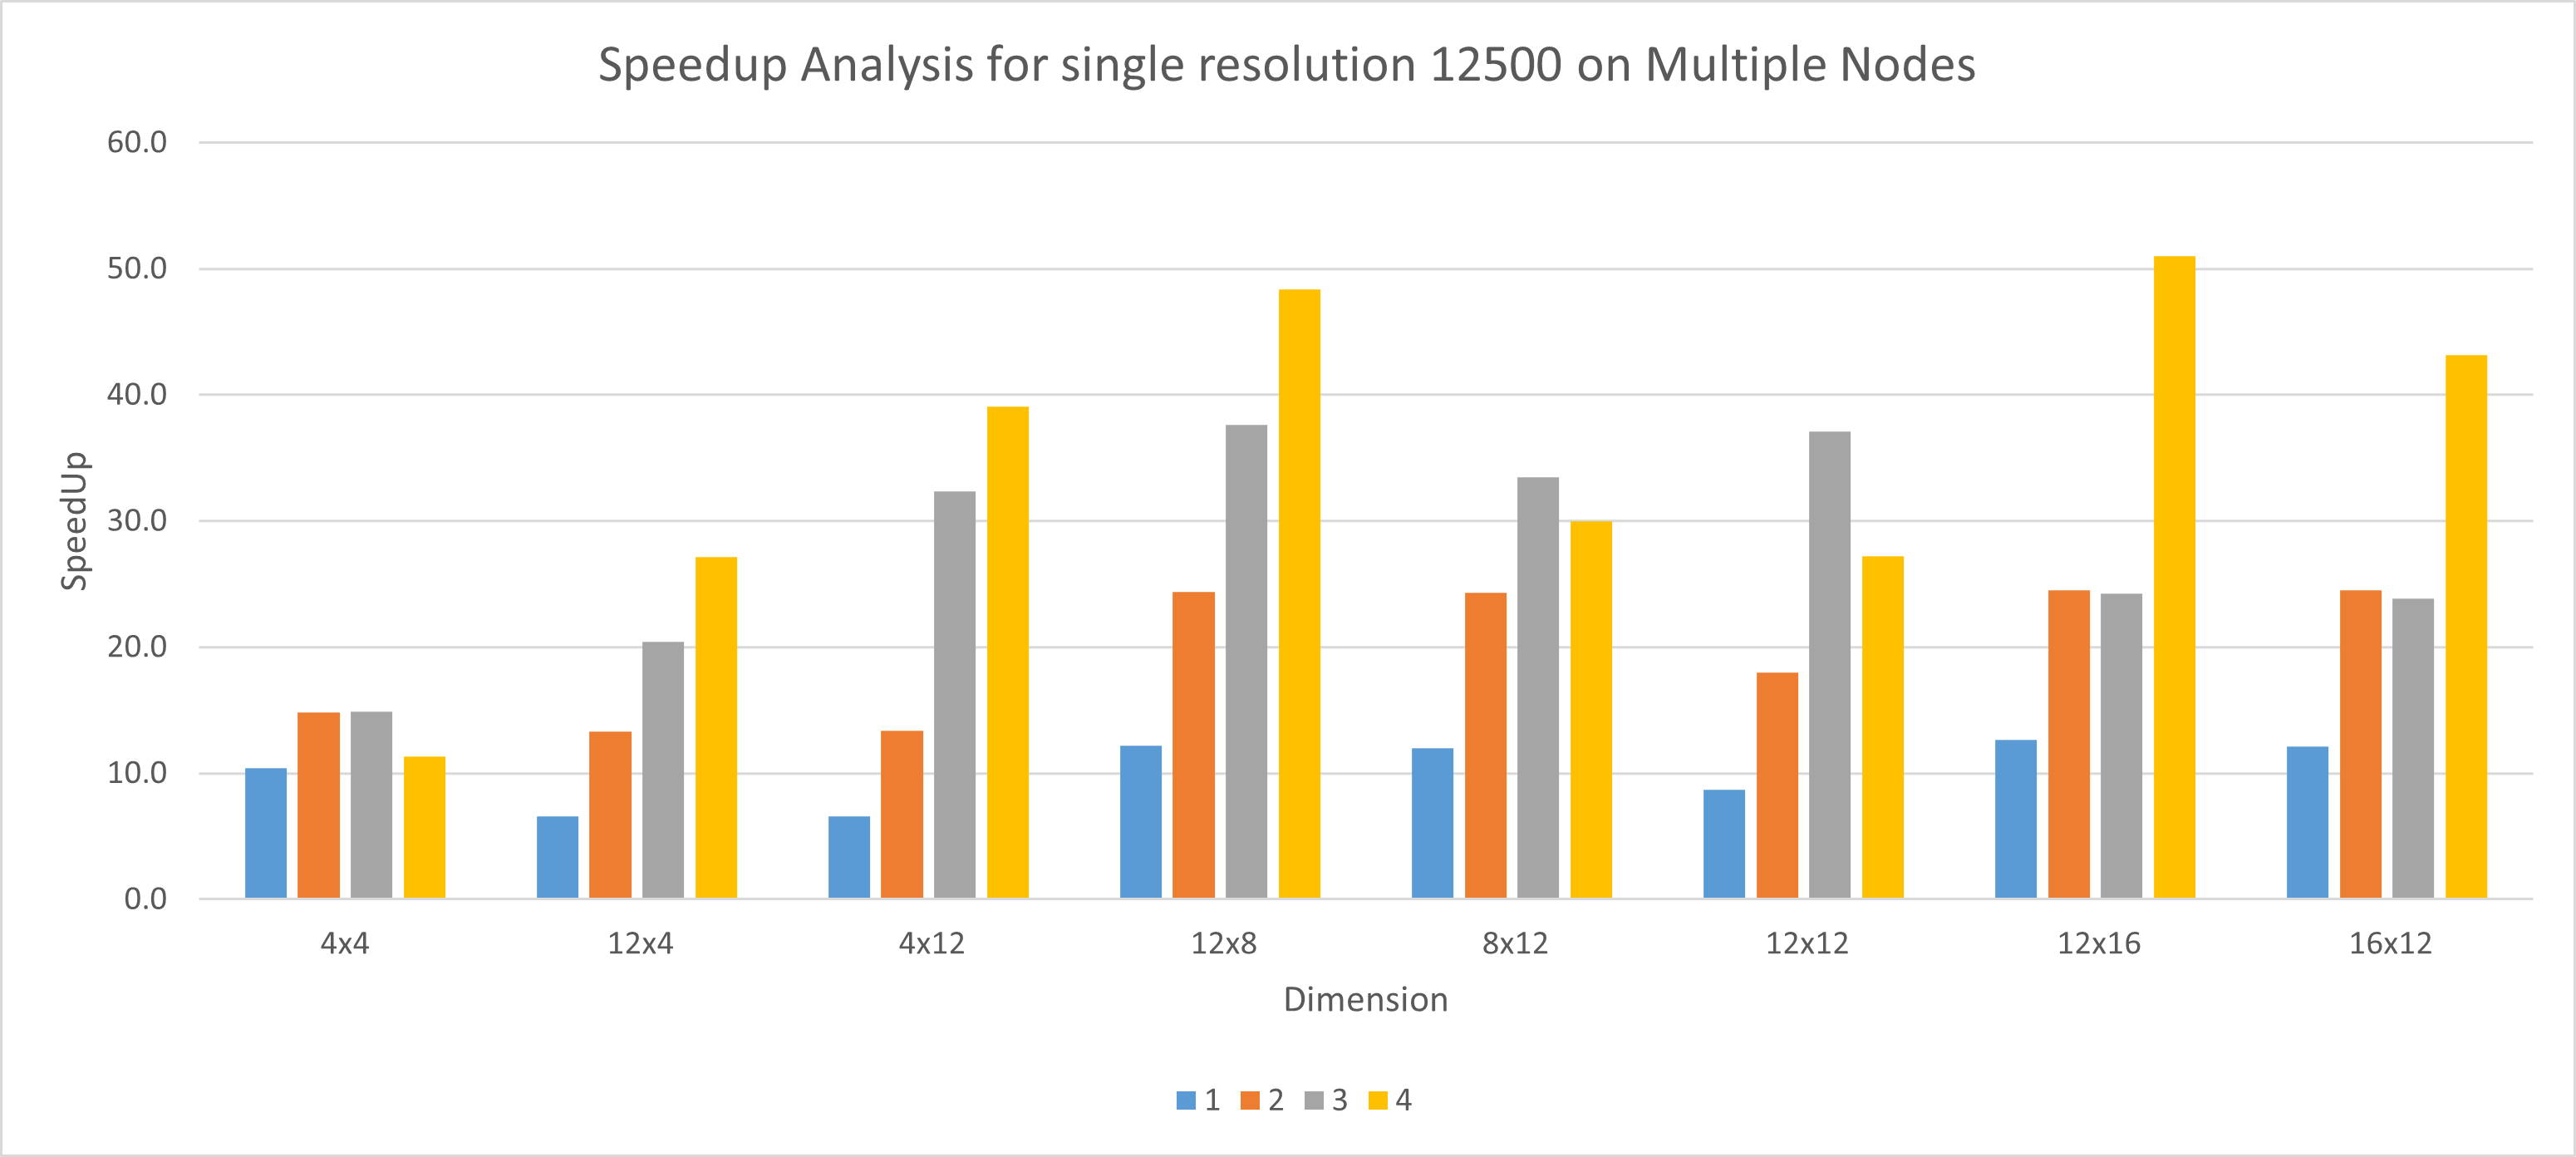 Speedup Analysis for single resolution 12500 on Multiple Nodes
60.0
50.0
40.0
30.0
20.0
10.0
0.0
SpeedUp
4x4 12x4 4x12 12x8 8x12 12x12 12x16 16x12
Dimension
1 2 3 4